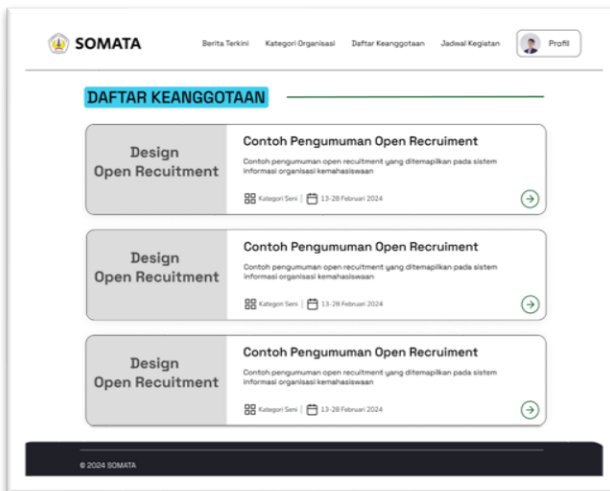 SOMATA
Berita Terkini
Kategori Organisasi
Daftar Keanggotaan
Jadwal Kegiatan
Profil
DAFTAR KEANGGOTAAN
Design
Open Recuitment
Contoh Pengumuman Open Recruiment
Contoh pengumuman open recuitment yang ditemapilkan pada sistem
informasi organisasi kemahasiswaan
Kategori Seni | 13-28 Februari 2024
Design
Open Recuitment
Contoh Pengumuman Open Recruiment
Contoh pengumuman open recuitment yang ditemapilkan pada sistem
informasi organisasi kemahasiswaan
Kategori Seni | 13-28 Februari 2024
Design
Open Recuitment
Contoh Pengumuman Open Recruiment
Contoh pengumuman open recuitment yang ditemapilkan pada sistem
informasi organisasi kemahasiswaan
Kategori Seni | 13-28 Februari 2024
© 2024 SOMATA